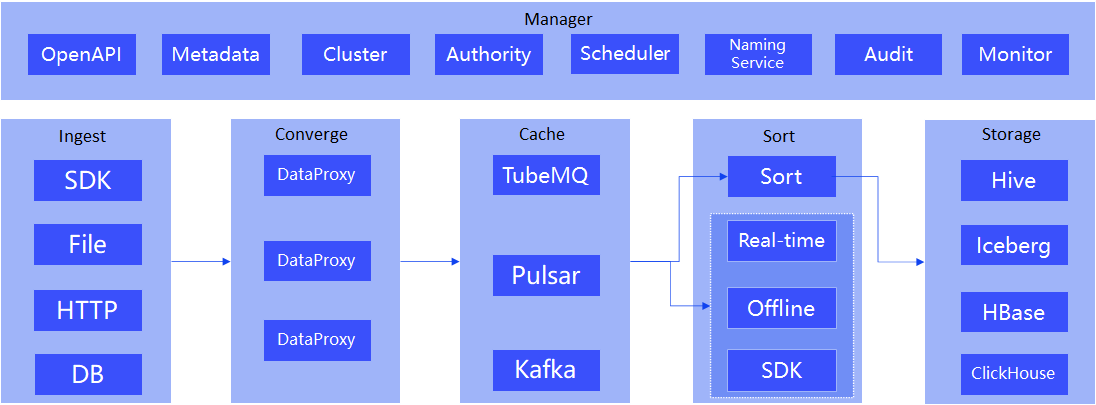 Manager
OpenAPI
Metadata
Cluster
Authority
Scheduler
Naming
Service
Audit
Monitor
Ingest
SDK
File
HTTP
DB
Converge
DataProxy
DataProxy
DataProxy
Cache
TubeMQ
Pulsar
Kafka
Sort
Sort
Real-time
Offline
SDK
Storage
Hive
Iceberg
HBase
ClickHouse